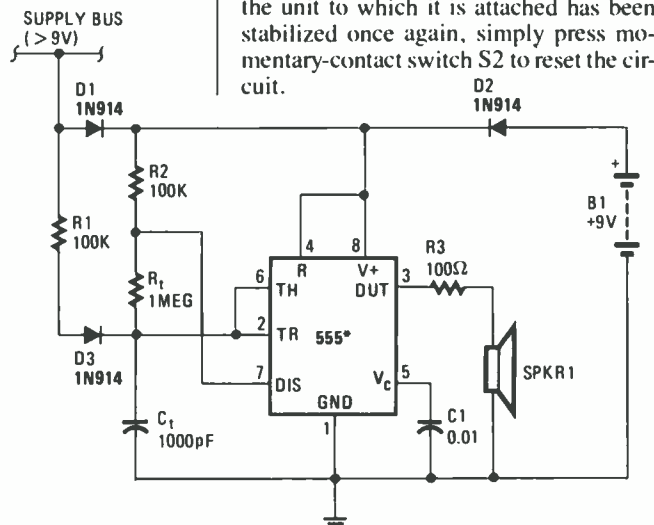 the unit to which it is attached has been
stabilized once again, simply press mo-
mentary-contact switch S2 to reset the cir-
cuit.
SUPPLY BUS
(>9V)
D1
1N914
D2
1N914
R2
100K
R1
100K
Rt
1MEG
D3
1N914
Ct
1000pF
4
8
R
V+
6
TH
OUT
3
2
TR
555*
7
DIS
Vc
5
GND
1
R3
100Ω
SPKR1
C1
0.01
+
B1
+9V